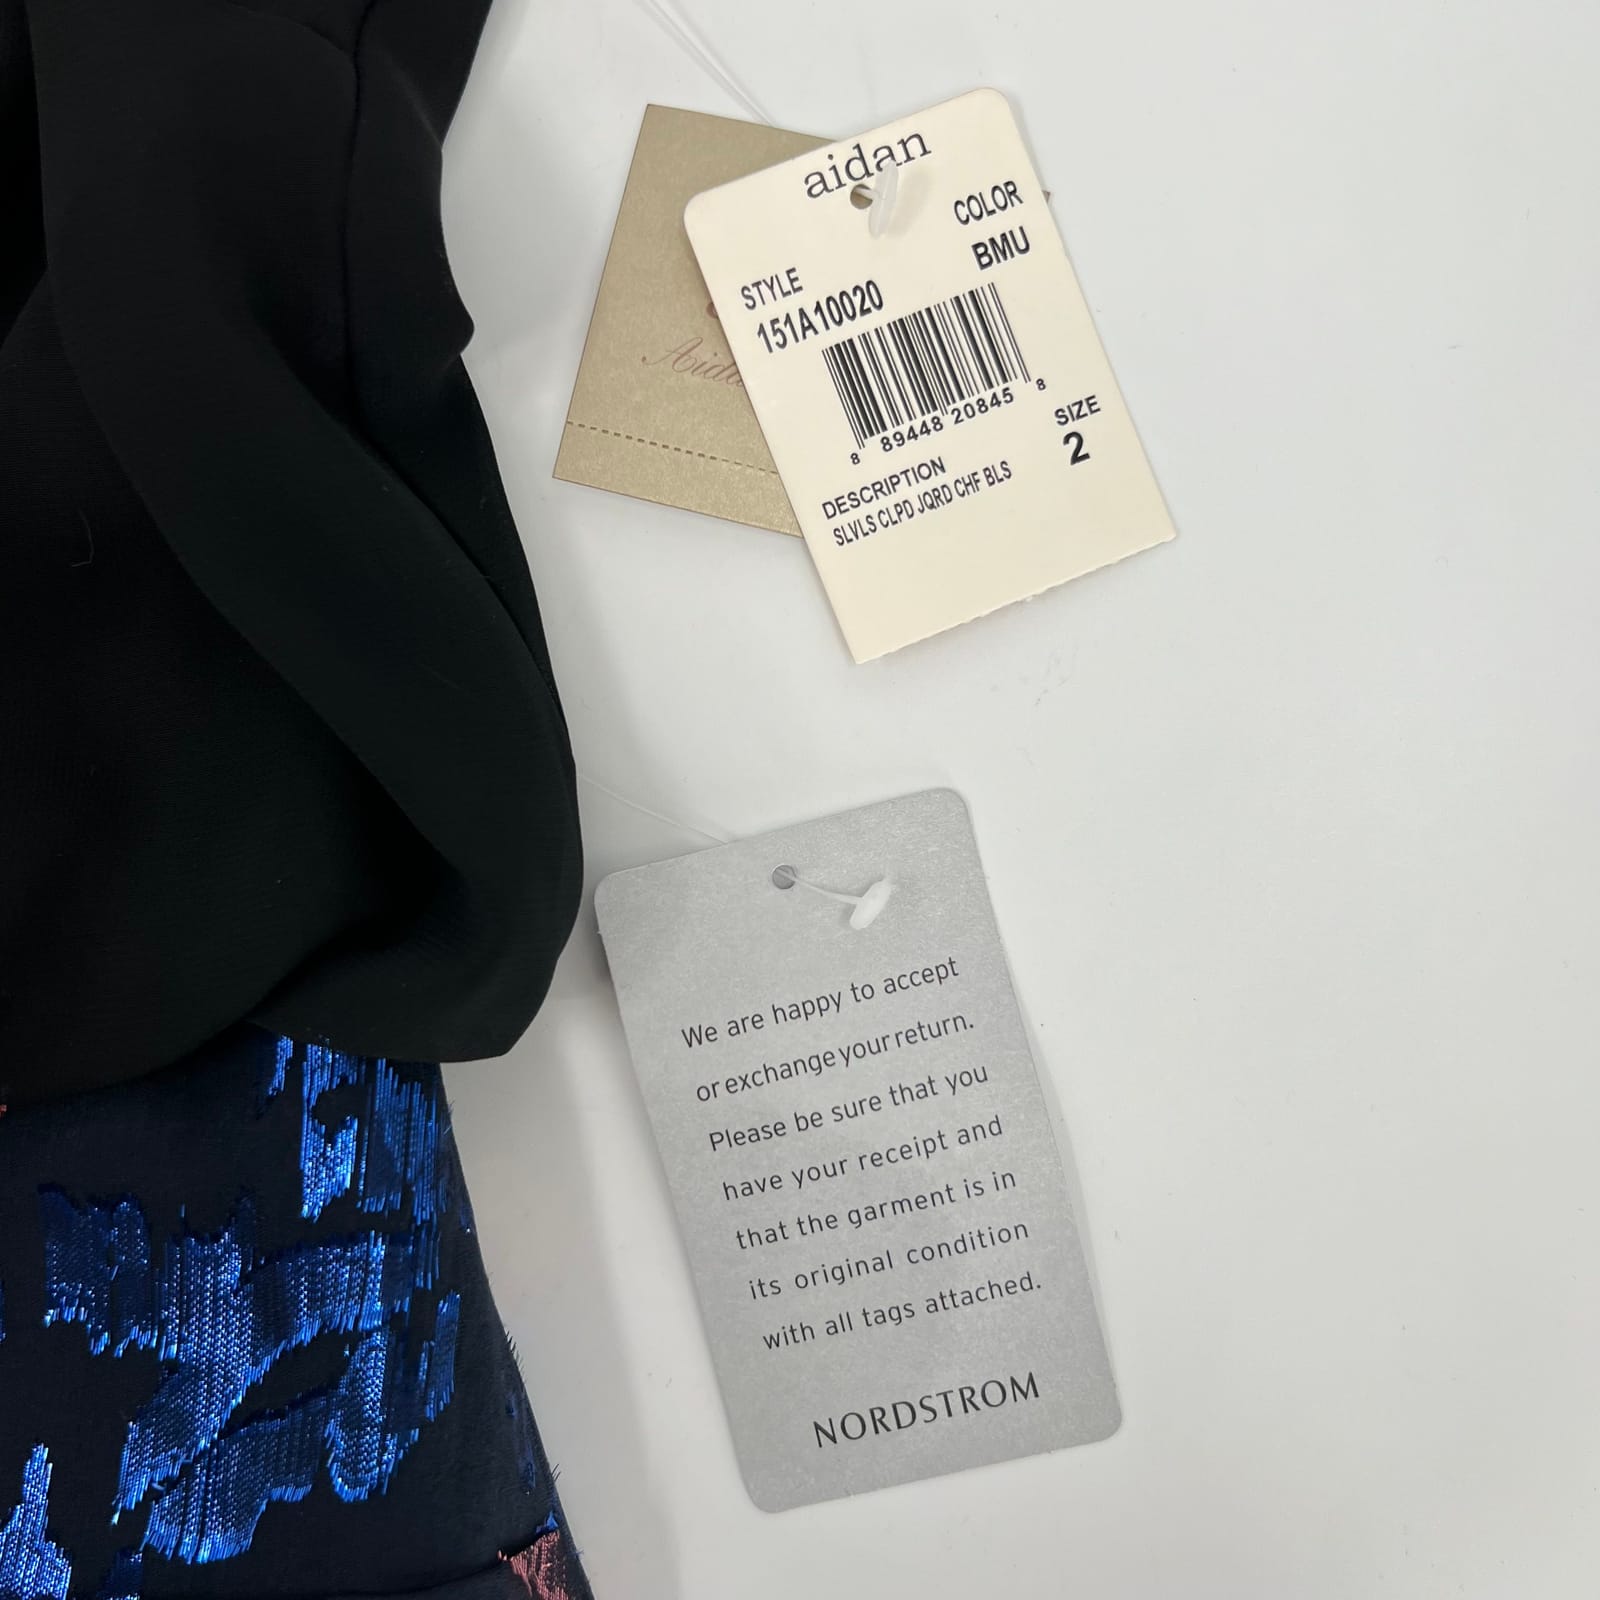 aidan
COLOR
BMU
STYLE
151A10020
8 89448 20845 8
SIZE
2
DESCRIPTION
SLVLS CLPD JQRD CHF BLS
We are happy to accept
or exchange your return.
Please be sure that you
have your receipt and
that the garment is in
its original condition
with all tags attached.
NORDSTROM